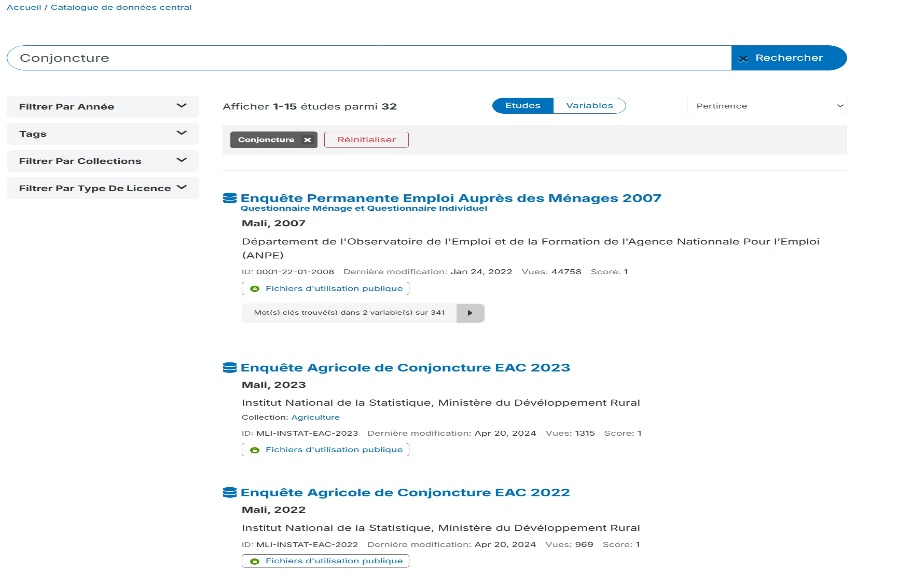 Accueil / Catalogue de données central
Conjoncture
Rechercher
Filtrer Par Année
Tags
Filtrer Par Collections
Filtrer Par Type De Licence
Afficher 1-15 études parmi 32
Etudes Variables
Pertinence
Conjoncture
Réinitialiser
Enquête Permanente Emploi Auprès des Ménages 2007
Questionnaire Ménage et Questionnaire Individuel
Mali, 2007
Département de l'Observatoire de l'Emploi et de la Formation de l'Agence Nationnale Pour l'Emploi
(ANPE)
ID: 0001-22-01-2008 Dernière modification: Jan 24, 2022 Vues: 44758 Score: 1
Fichiers d'utilisation publique
Mot(s) clés trouvé(s) dans 2 variable(s) sur 341
Enquête Agricole de Conjoncture EAC 2023
Mali, 2023
Institut National de la Statistique, Ministère du Dévéloppement Rural
Collection: Agriculture
ID: MLI-INSTAT-EAC-2023 Dernière modification: Apr 20, 2024 Vues: 1315 Score: 1
Fichiers d'utilisation publique
Enquête Agricole de Conjoncture EAC 2022
Mali, 2022
Institut National de la Statistique, Ministère du Dévéloppement Rural
ID: MLI-INSTAT-EAC-2022 Dernière modification: Apr 20, 2024 Vues: 969 Score: 1
Fichiers d'utilisation publique